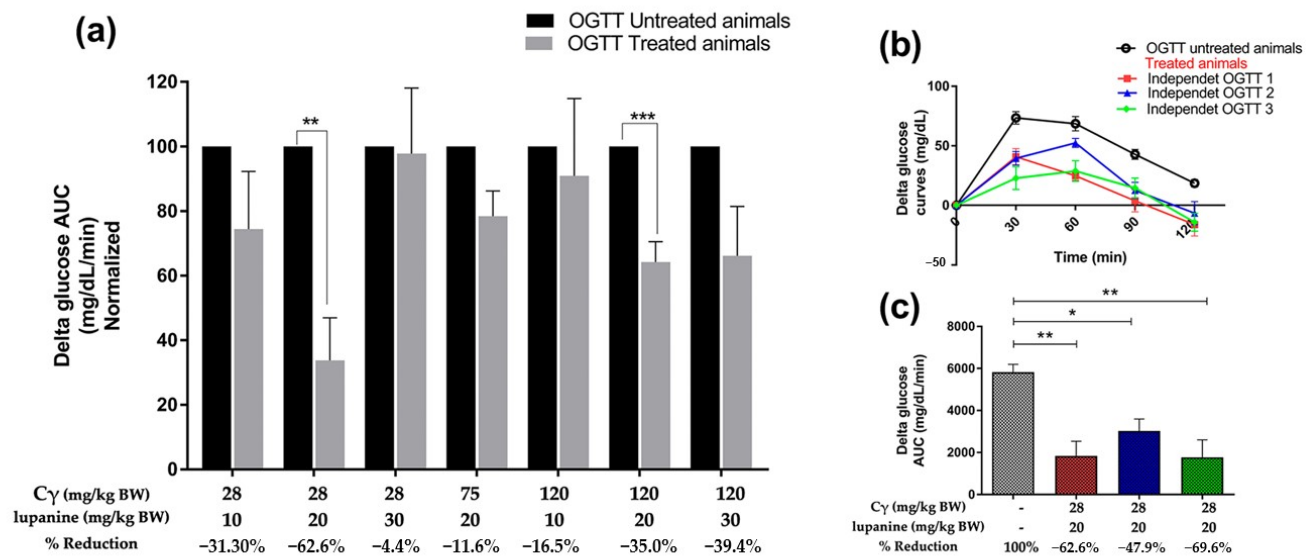 (a)
OGTT Untreated animals
OGTT Treated animals
Delta glucose AUC
(mg/dL/min)
Normalized
120
100
80
60
40
20
0
**
***
Cγ (mg/kg BW) 28 28 28 75 120 120 120
lupanine (mg/kg BW) 10 20 30 20 10 20 30
% Reduction −31.30% −62.6% −4.4% −11.6% −16.5% −35.0% −39.4%
(b)
OGTT untreated animals
Treated animals
Independet OGTT 1
Independet OGTT 2
Independet OGTT 3
Delta glucose
curves (mg/dL)
100
50
0
−50
0 30 60 90 120
Time (min)
(c)
**
*
**
Delta glucose
AUC (mg/dL/min)
8000
6000
4000
2000
0
Cγ (mg/kg BW) - 28 28 28
lupanine (mg/kg BW) - 20 20 20
% Reduction 100% −62.6% −47.9% −69.6%